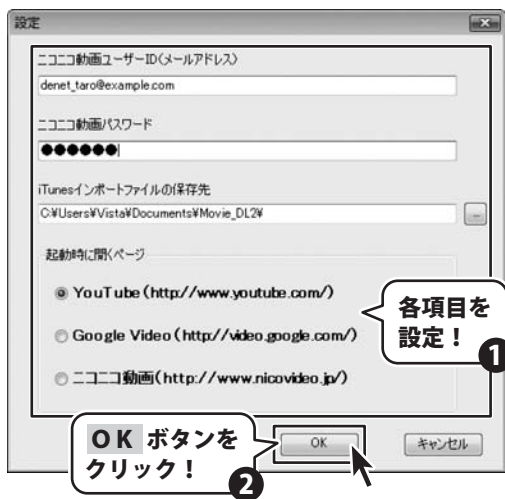 設定
ニコニコ動画ユーザーID(メールアドレス)
denet_taro@example.com
ニコニコ動画パスワード
●●●●●●
iTunesインポートファイルの保存先
C:¥Users¥Vista¥Documents¥Movie_DL2¥
...
起動時に開くページ
YouTube(http://www.youtube.com/)
Google Video(http://video.google.com/)
ニコニコ動画(http://www.nicovideo.jp/)
各項目を
設定!
1
OK ボタンを
クリック!
2
OK
キャンセル